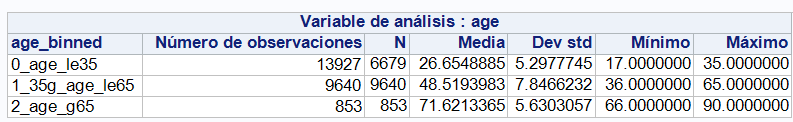 Variable de análisis : age
age_binned Número de observaciones N Media Dev std Mínimo Máximo
0_age_le35 13927 6679 26.6548885 5.2977745 17.0000000 35.0000000
1_35g_age_le65 9640 9640 48.5193983 7.8466232 36.0000000 65.0000000
2_age_g65 853 853 71.6213365 5.6303057 66.0000000 90.0000000